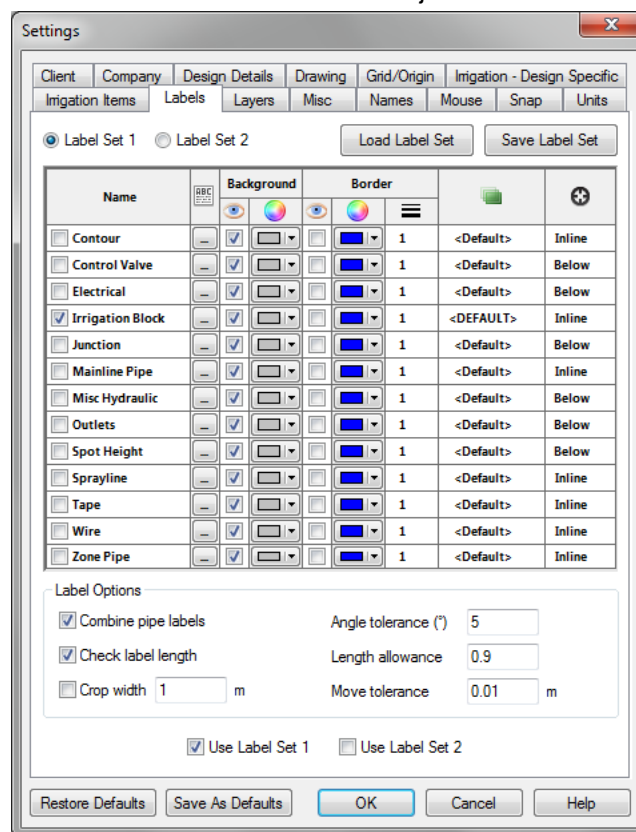 Settings
Client Company Design Details Drawing Grid/Origin Irrigation - Design Specific
Irrigation Items Labels Layers Misc Names Mouse Snap Units
Label Set 1 Label Set 2 Load Label Set Save Label Set
Name ABC Background Border
Contour ... 1 <Default> Inline
Control Valve ... 1 <Default> Below
Electrical ... 1 <Default> Below
Irrigation Block ... 1 <DEFAULT> Inline
Junction ... 1 <Default> Below
Mainline Pipe ... 1 <Default> Inline
Misc Hydraulic ... 1 <Default> Below
Outlets ... 1 <Default> Below
Spot Height ... 1 <Default> Below
Sprayline ... 1 <Default> Inline
Tape ... 1 <Default> Inline
Wire ... 1 <Default> Inline
Zone Pipe ... 1 <Default> Inline
Label Options
Combine pipe labels Angle tolerance (°) 5
Check label length Length allowance 0.9
Crop width 1 m Move tolerance 0.01 m
Use Label Set 1 Use Label Set 2
Restore Defaults Save As Defaults OK Cancel Help